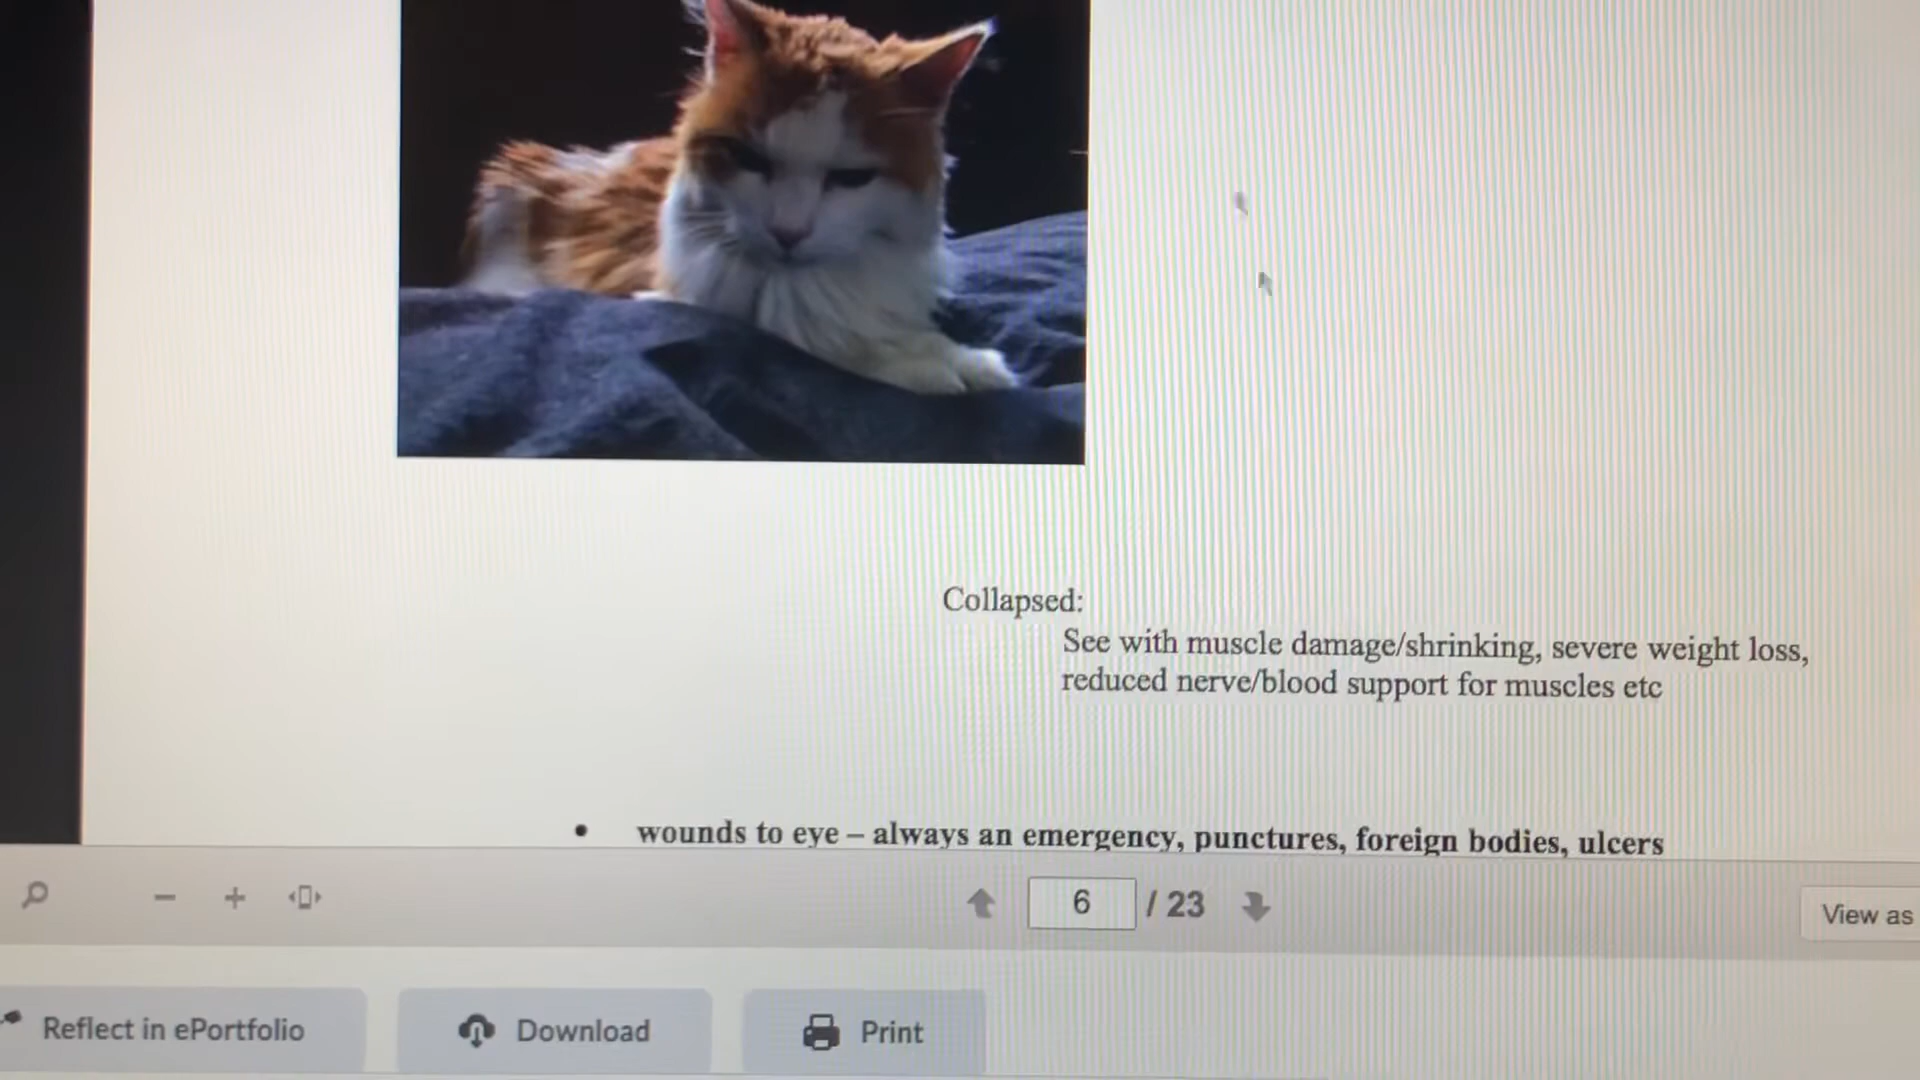 Collapsed:
See with muscle damage/shrinking, severe weight loss,
reduced nerve/blood support for muscles etc
• wounds to eye – always an emergency, punctures, foreign bodies, ulcers
6 / 23
View as
Reflect in ePortfolio
Download
Print